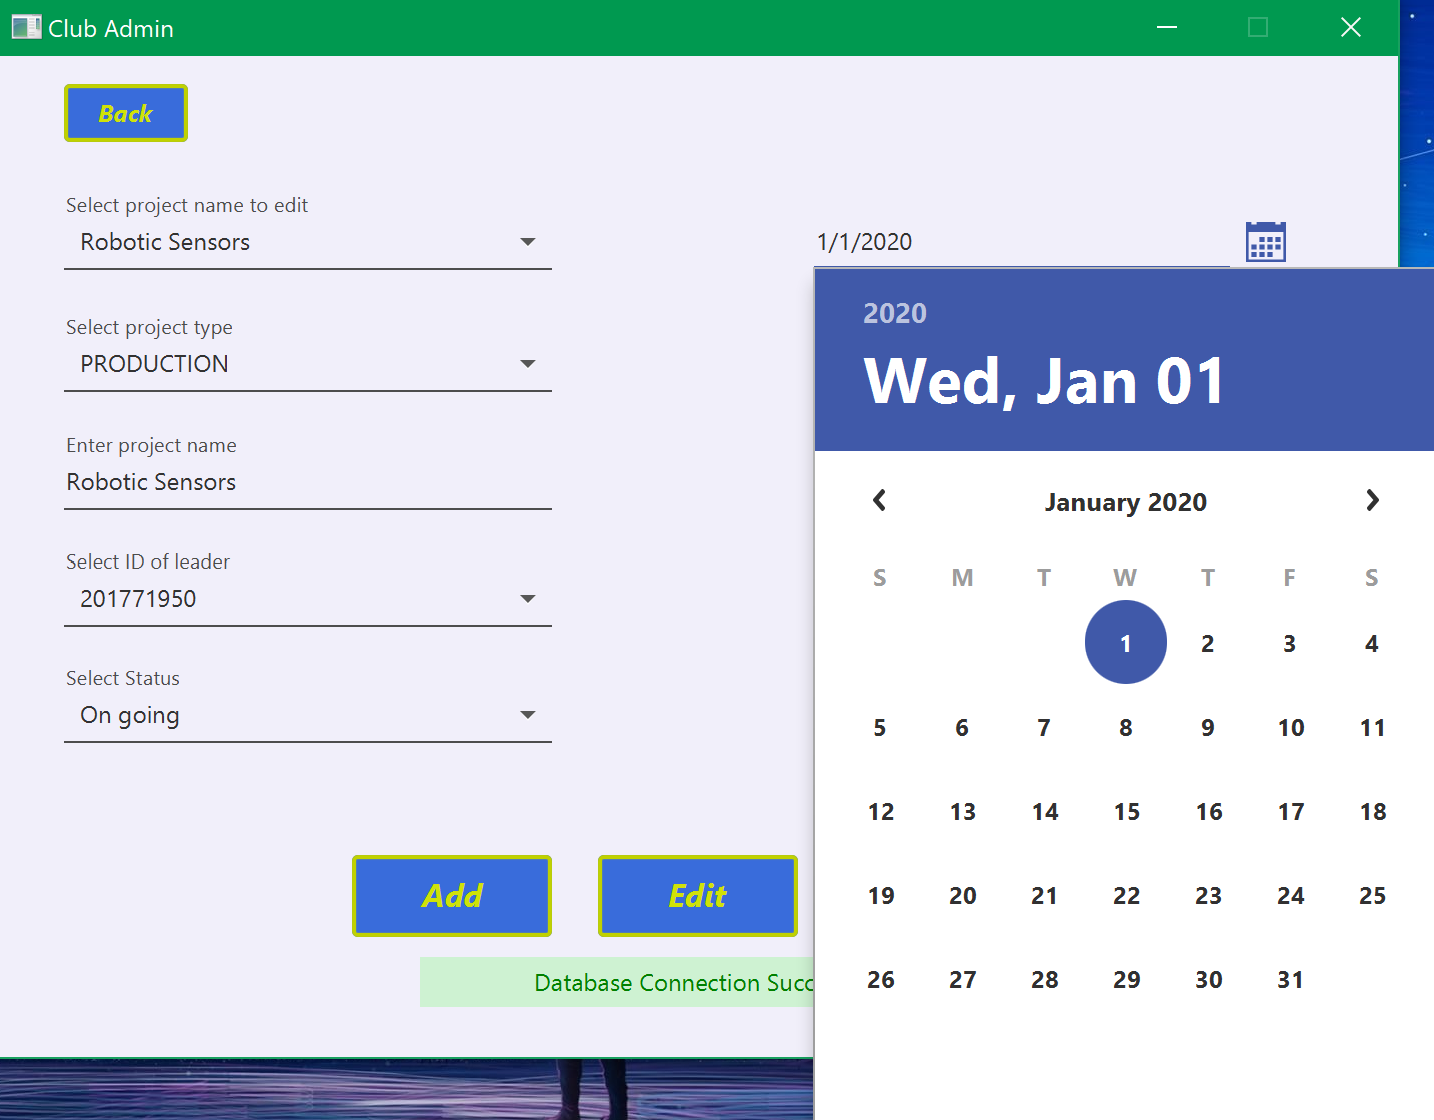 Club Admin
Back
Select project name to edit
Robotic Sensors
1/1/2020
Select project type
PRODUCTION
Enter project name
Robotic Sensors
Select ID of leader
201771950
Select Status
On going
Add
Edit
Database Connection Succ
2020
Wed, Jan 01
January 2020
S M T W T F S
1 2 3 4
5 6 7 8 9 10 11
12 13 14 15 16 17 18
19 20 21 22 23 24 25
26 27 28 29 30 31